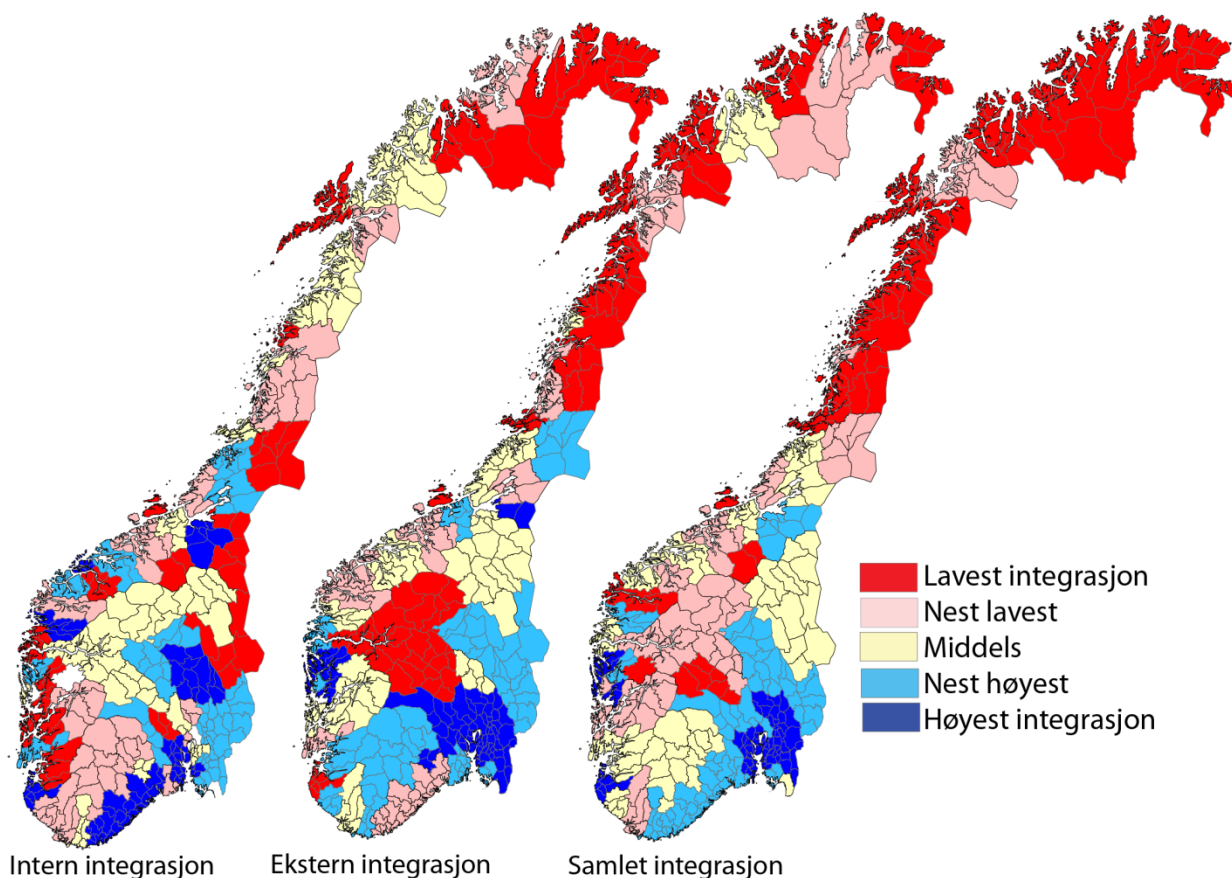 Lavest integrasjon
Nest lavest
Middels
Nest høyest
Høyest integrasjon
Intern integrasjon
Ekstern integrasjon
Samlet integrasjon